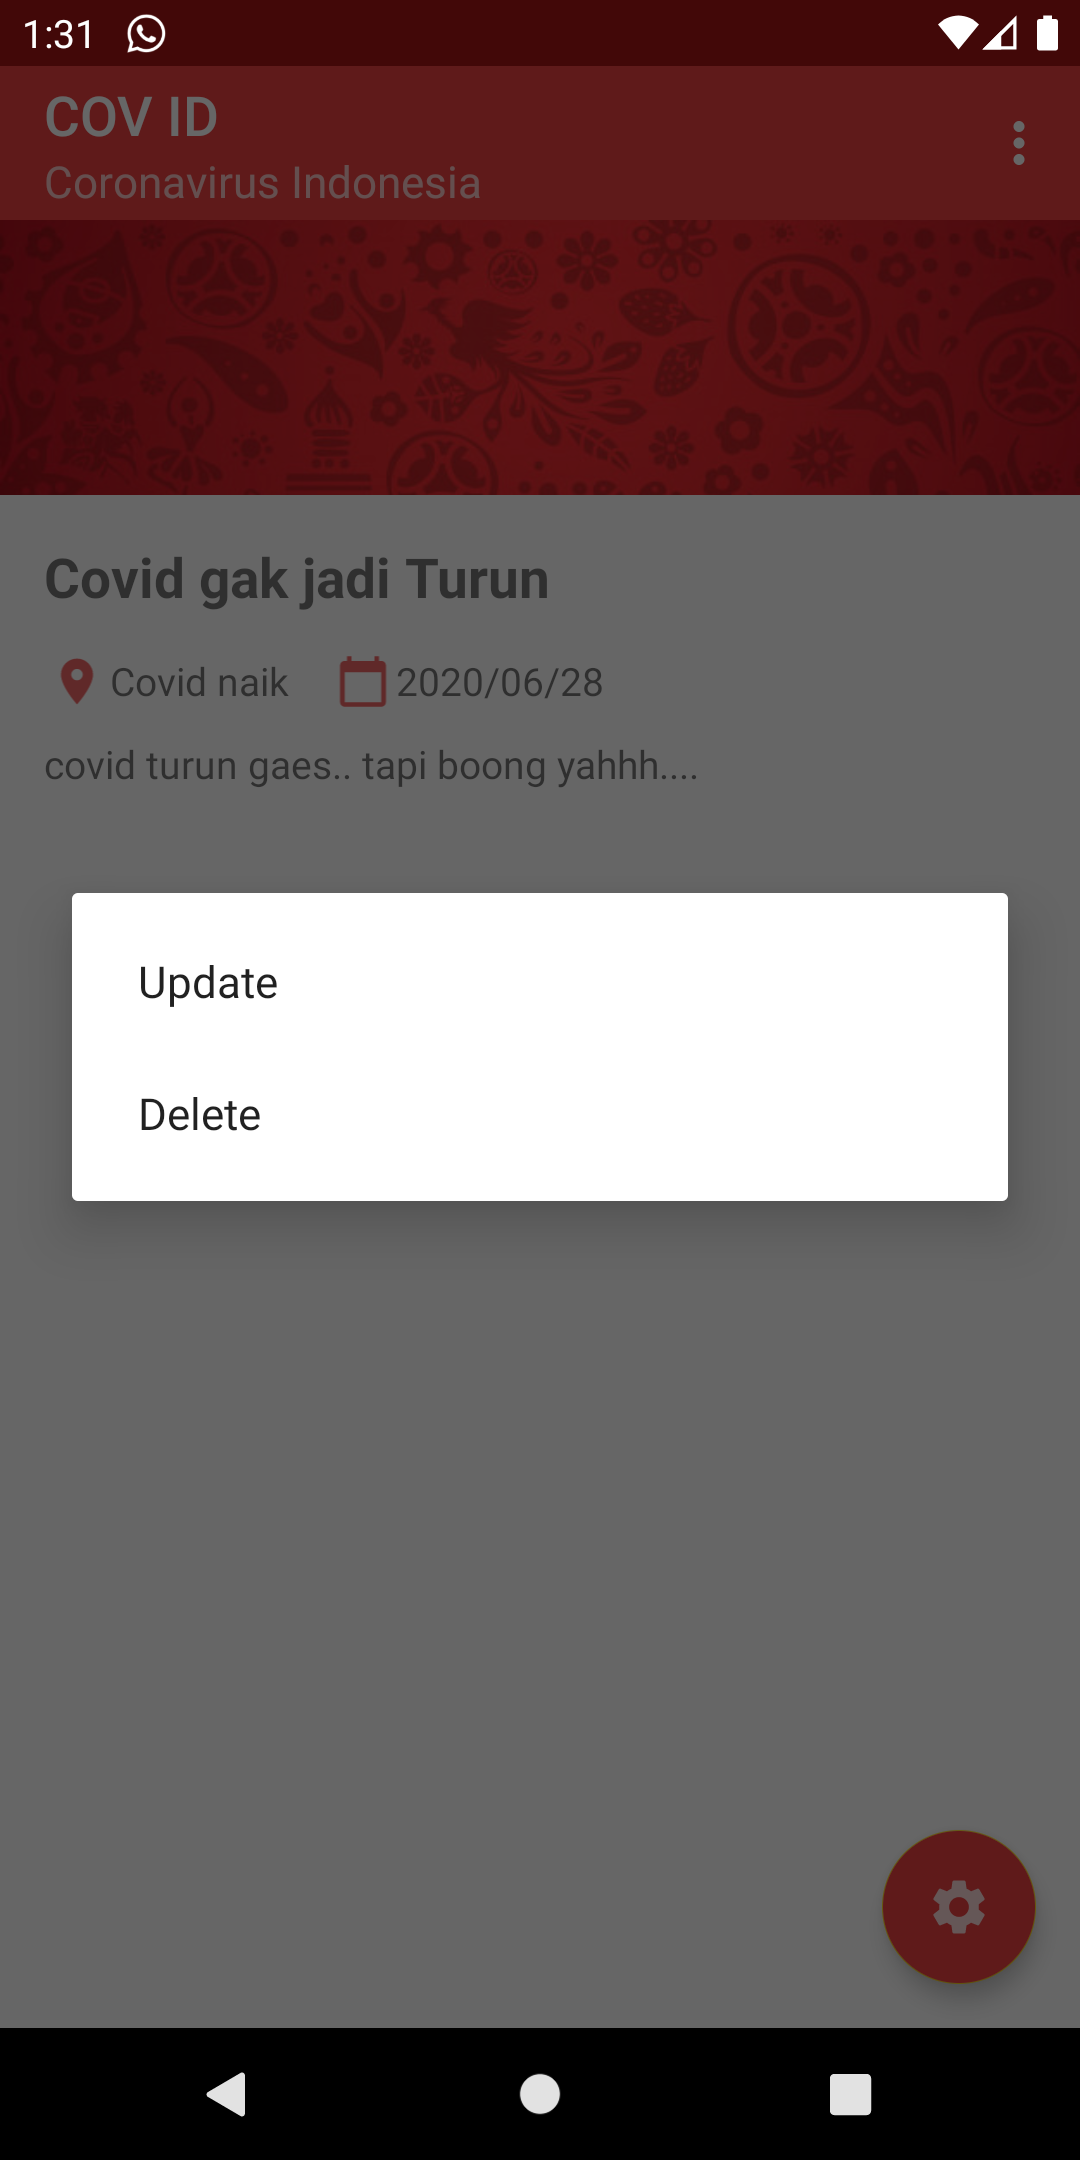 1:31
COV ID
Coronavirus Indonesia
Covid gak jadi Turun
Covid naik 2020/06/28
covid turun gaes.. tapi boong yahhh....
Update
Delete